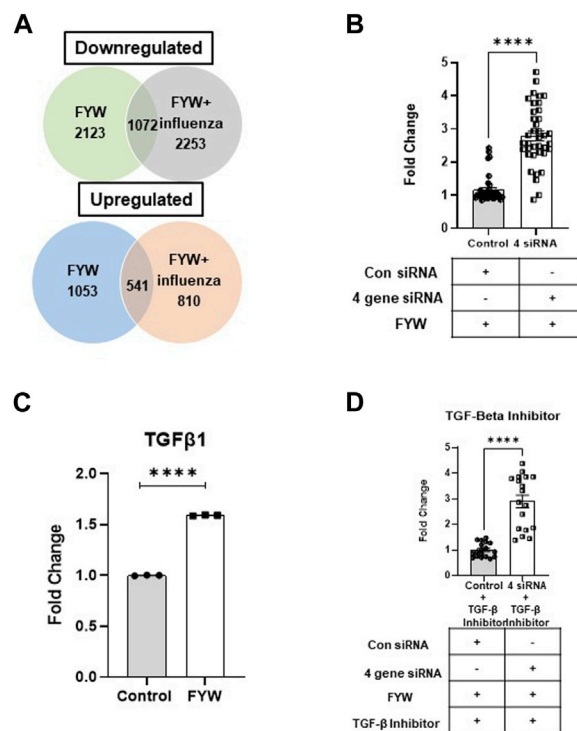 A
Downregulated
FYW
2123
1072
FYW+
influenza
2253
Upregulated
FYW
1053
541
FYW+
influenza
810
B
****
Fold Change
5
4
3
2
1
0
Control 4 siRNA
Con siRNA + -
4 gene siRNA - +
FYW + +
C
TGFβ1
****
Fold Change
2.0
1.5
1.0
0.5
0.0
Control FYW
D
TGF-Beta Inhibitor
****
Fold Change
5
4
3
2
1
0
Control 4 siRNA
+ +
TGF-β TGF-β
Inhibitor Inhibitor
Con siRNA + -
4 gene siRNA - +
FYW + +
TGF-β Inhibitor + +